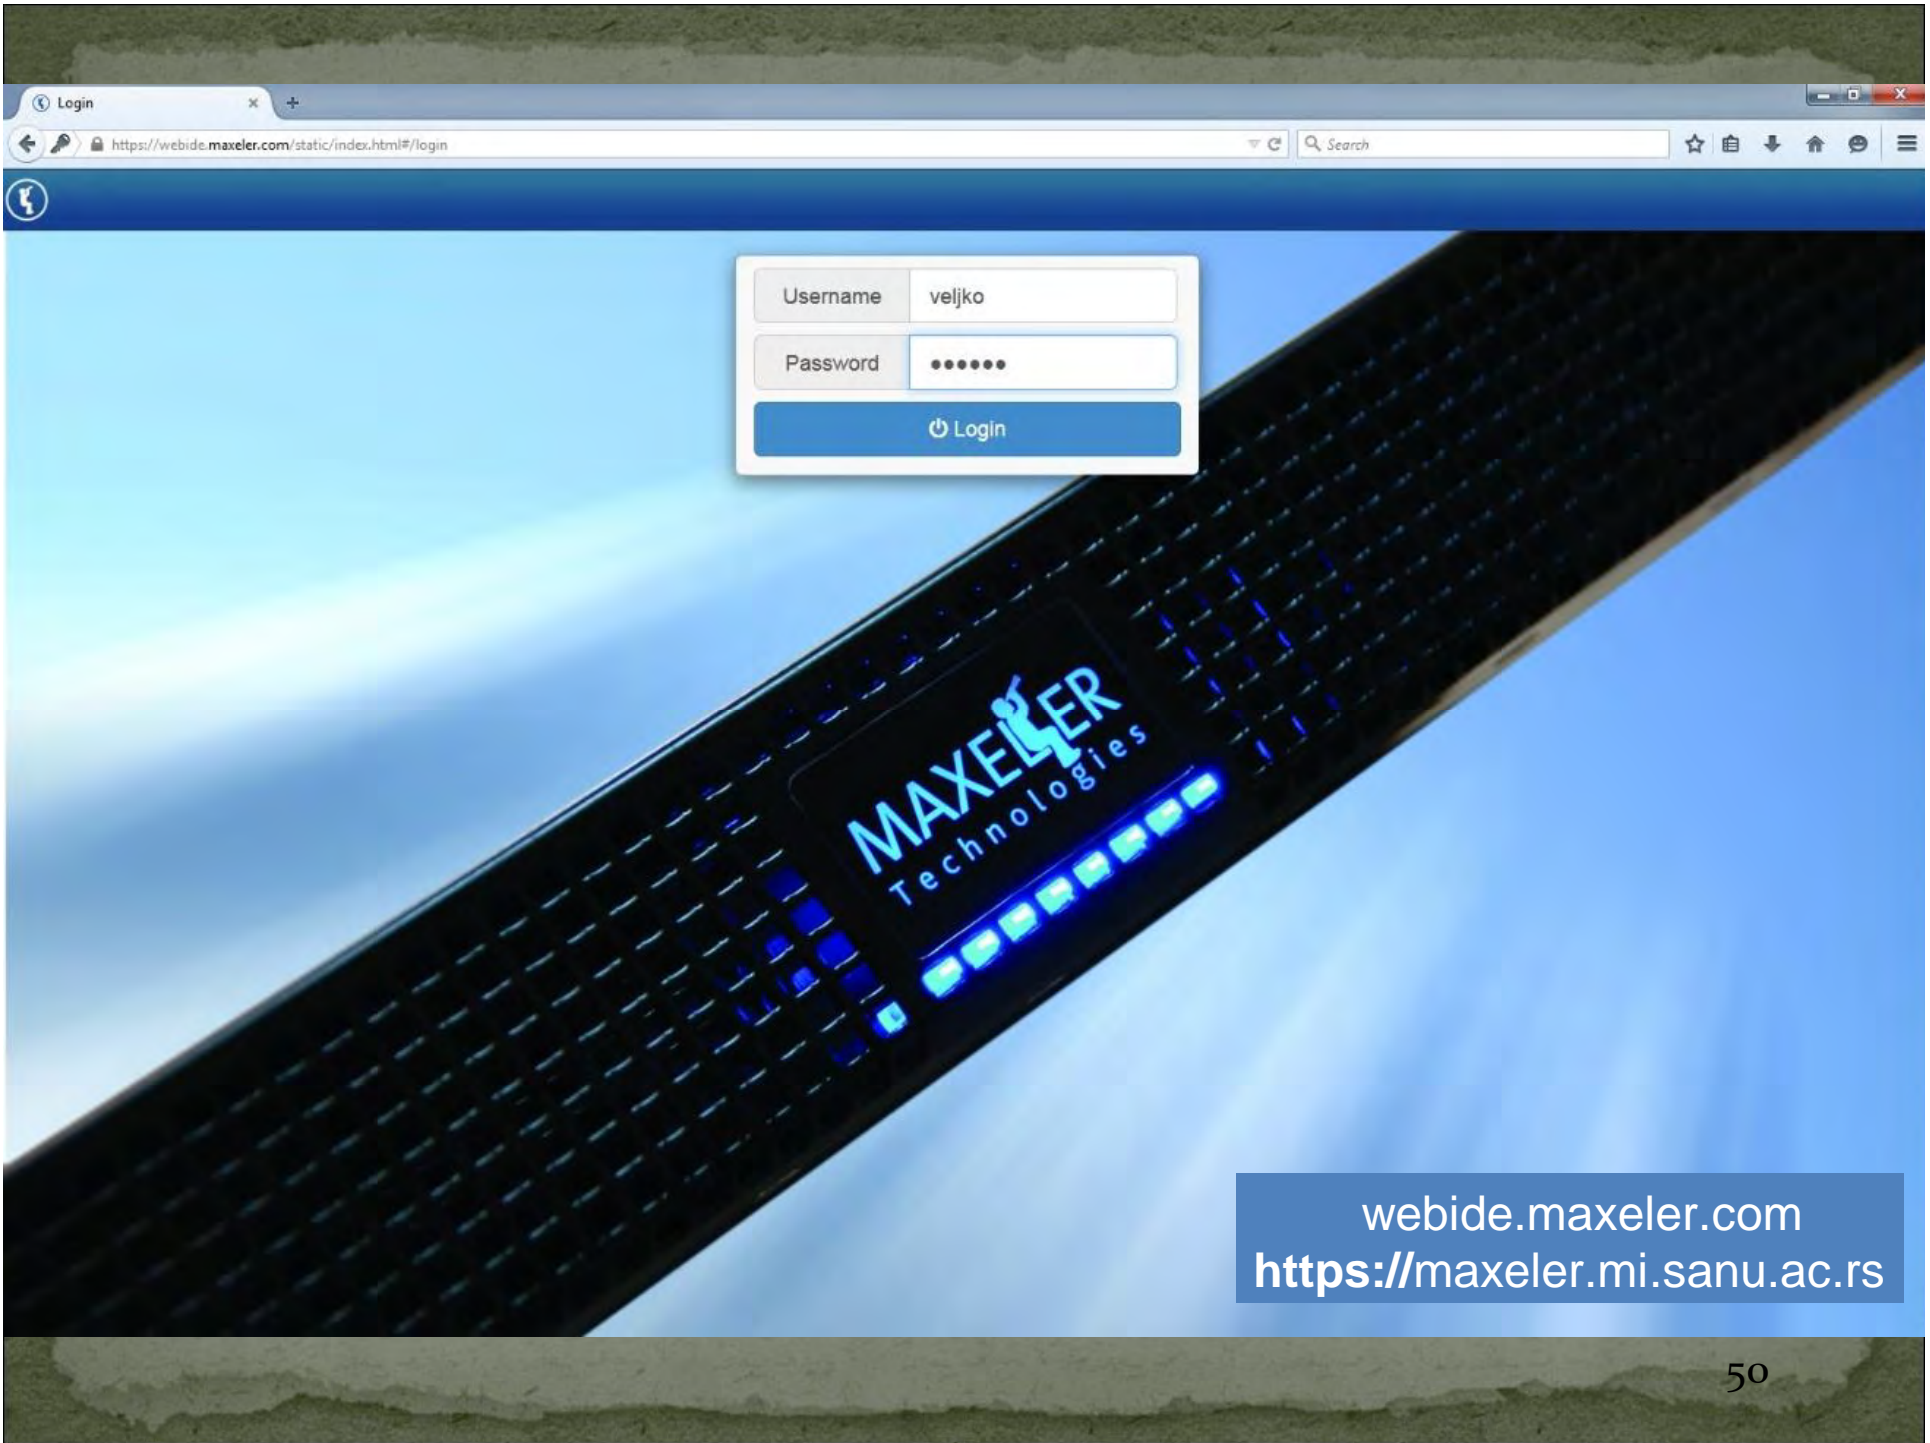 Login
https://webide.maxeler.com/static/index.html#/login
Search
Username
veljko
Password
••••••
Login
MAXELER
Technologies
webide.maxeler.com
https://maxeler.mi.sanu.ac.rs
50